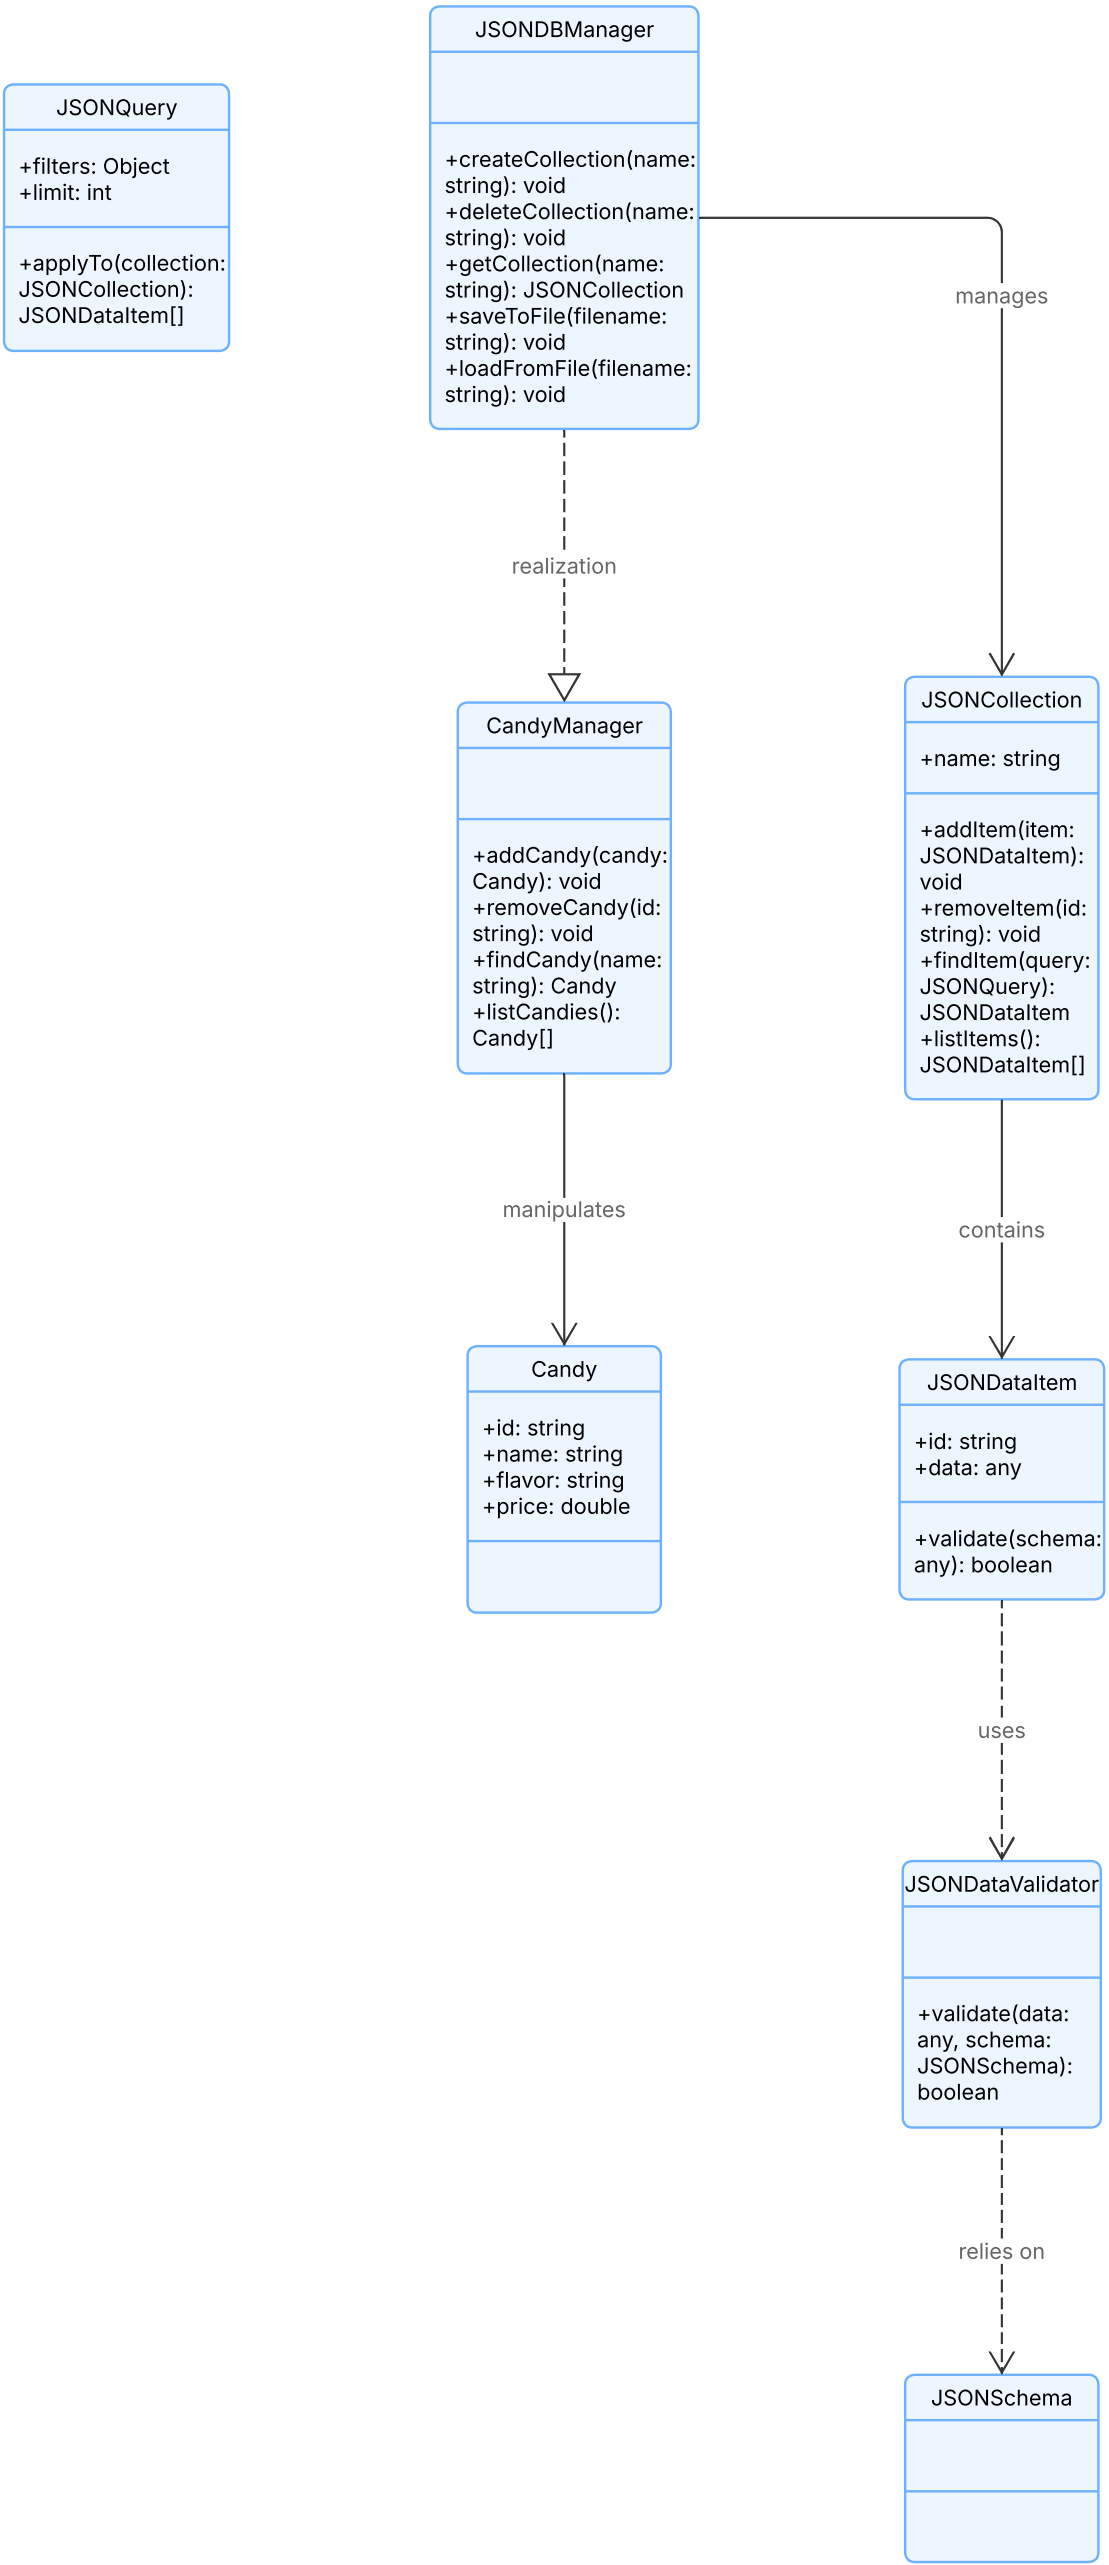 JSONDBManager
+createCollection(name:
string): void
+deleteCollection(name:
string): void
+getCollection(name:
string): JSONCollection
+saveToFile(filename:
string): void
+loadFromFile(filename:
string): void
JSONQuery
+filters: Object
+limit: int
+applyTo(collection:
JSONCollection):
JSONDataItem[]
manages
realization
CandyManager
+addCandy(candy:
Candy): void
+removeCandy(id:
string): void
+findCandy(name:
string): Candy
+listCandies():
Candy[]
JSONCollection
+name: string
+addItem(item:
JSONDataItem):
void
+removeItem(id:
string): void
+findItem(query:
JSONQuery):
JSONDataItem
+listItems():
JSONDataItem[]
manipulates
contains
Candy
+id: string
+name: string
+flavor: string
+price: double
JSONDataItem
+id: string
+data: any
+validate(schema:
any): boolean
uses
JSONDataValidator
+validate(data:
any, schema:
JSONSchema):
boolean
relies on
JSONSchema